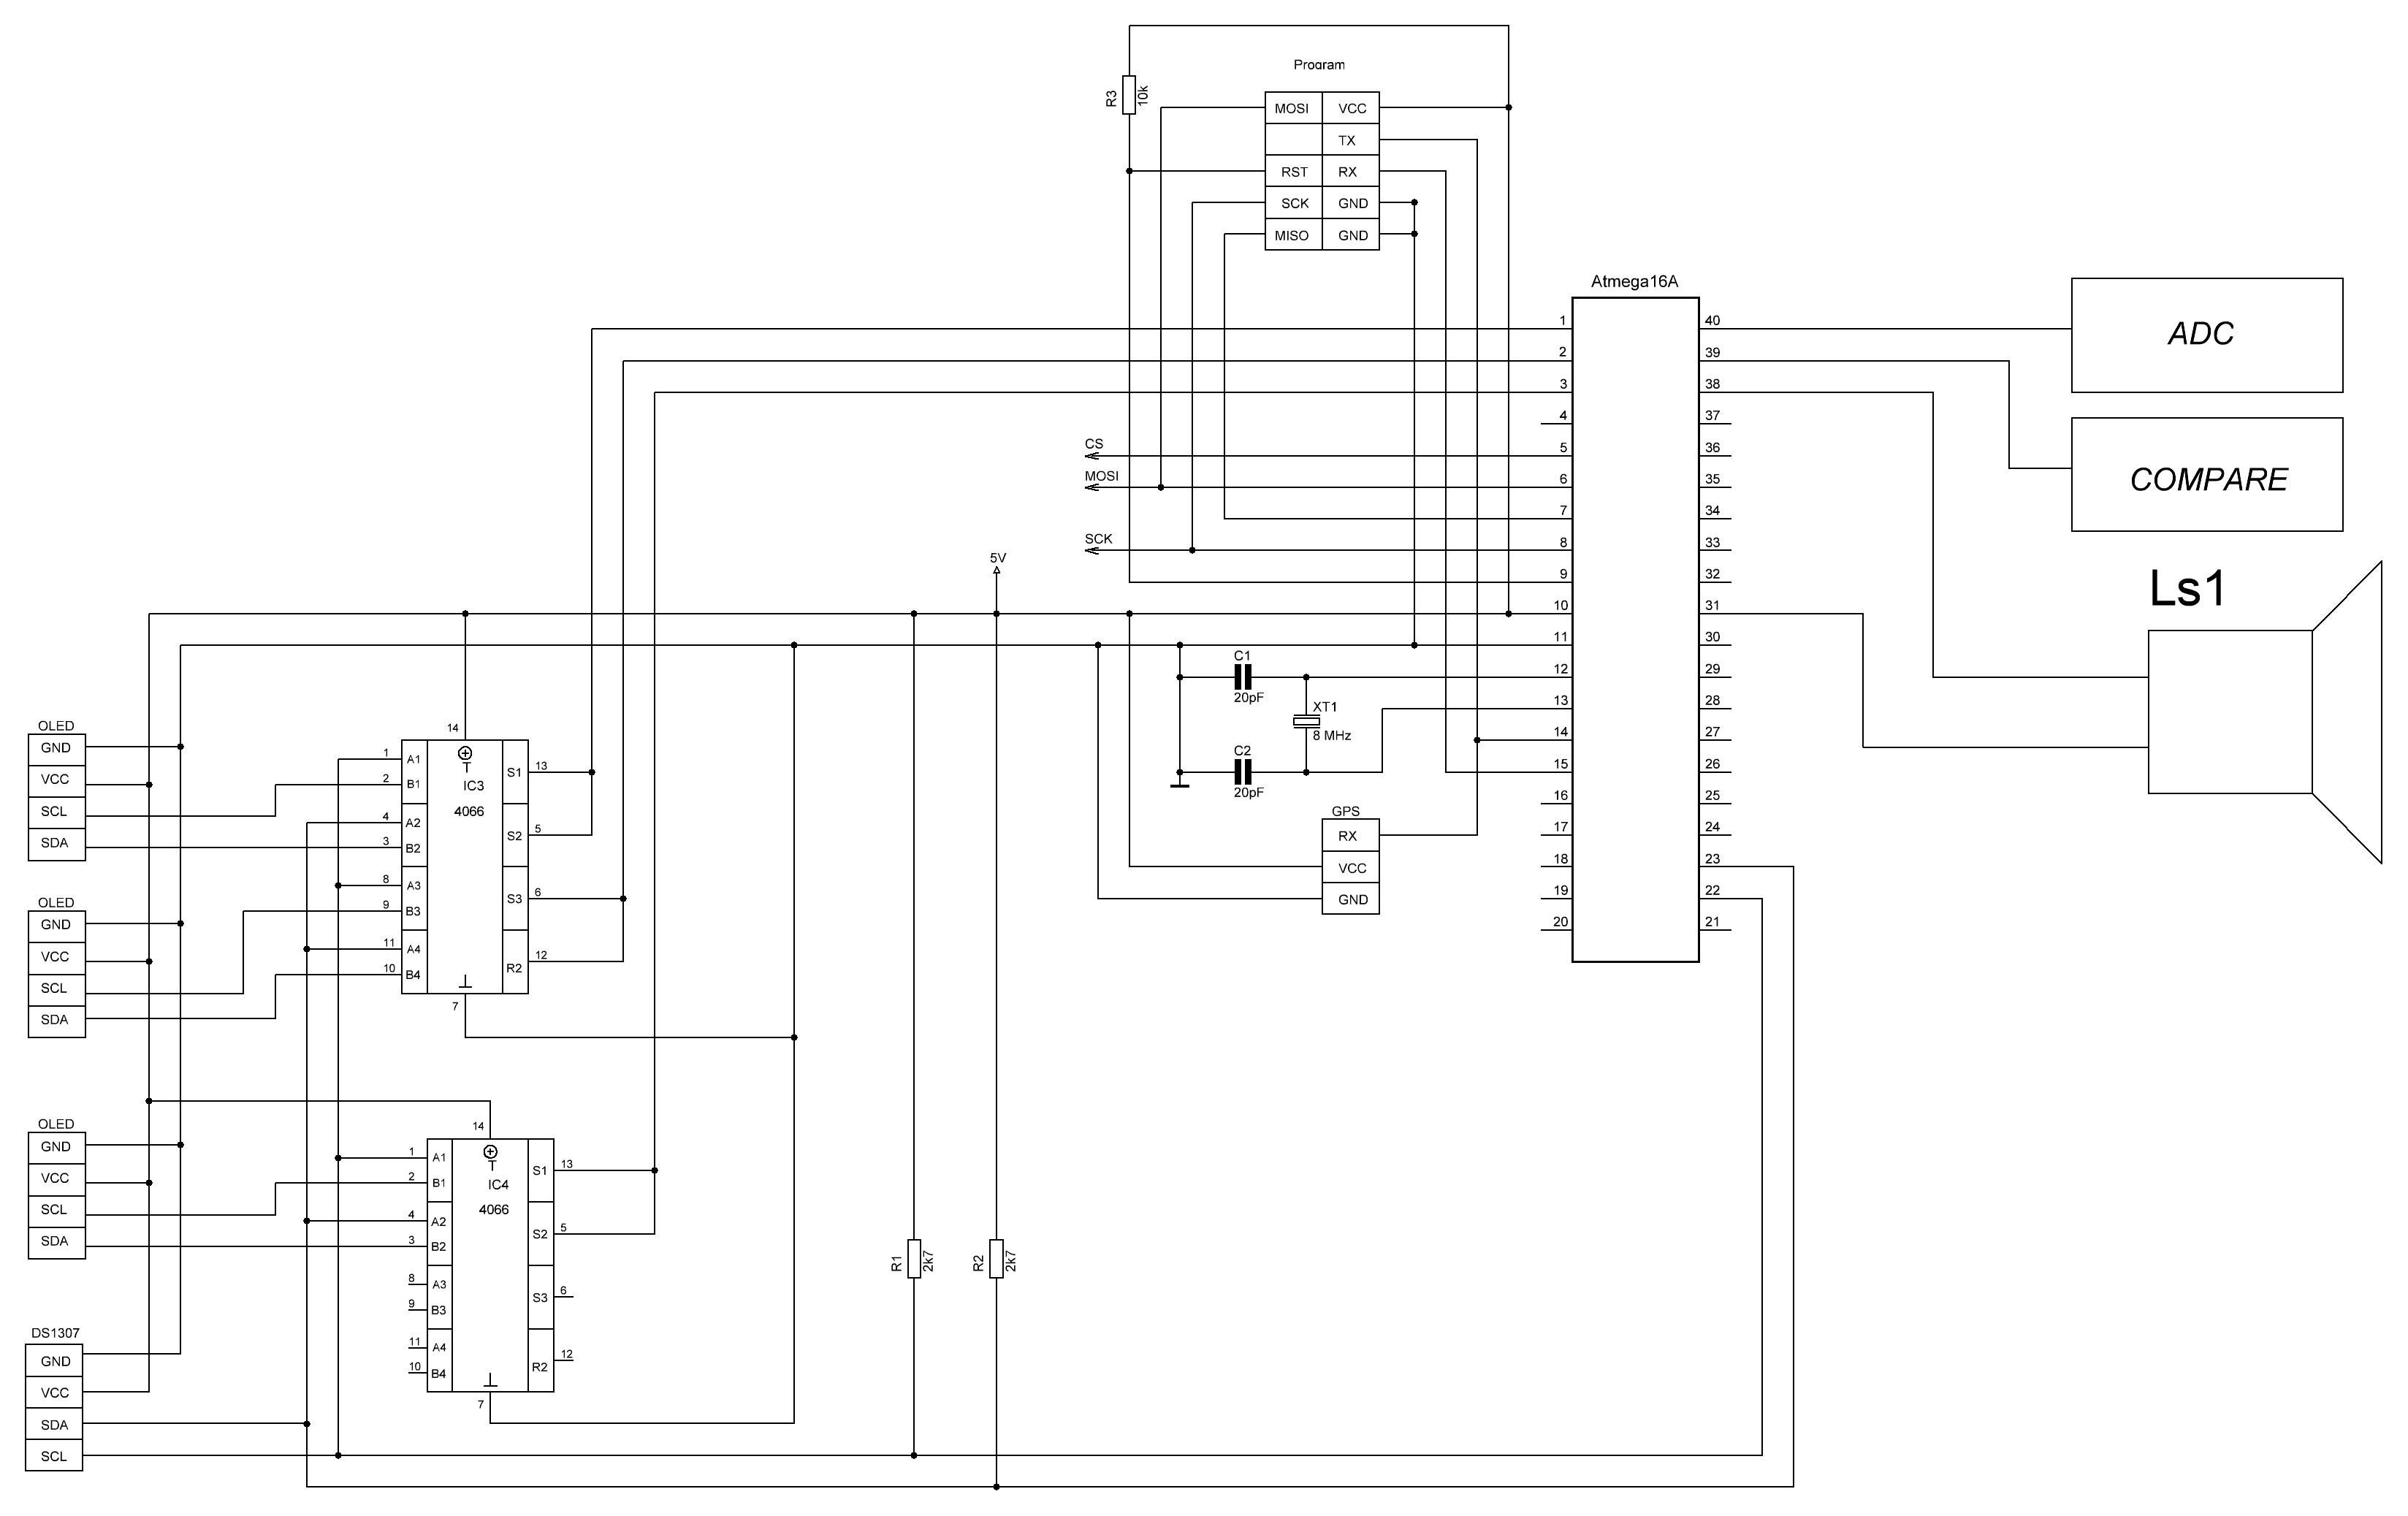 Program
R3 10k
MOSI VCC
TX
RST RX
SCK GND
MISO GND
Atmega16A
1 40
2 39
3 38
4 37
5 36
6 35
7 34
8 33
9 32
10 31
11 30
12 29
13 28
14 27
15 26
16 25
17 24
18 23
19 22
20 21
ADC
COMPARE
Ls1
CS
MOSI
SCK
5V
C1
20pF
XT1
8 MHz
C2
20pF
GPS
RX
VCC
GND
OLED
GND
VCC
SCL
SDA
OLED
GND
VCC
SCL
SDA
OLED
GND
VCC
SCL
SDA
DS1307
GND
VCC
SDA
SCL
14
IC3
4066
1 A1 S1 13
2 B1
4 A2 S2 5
3 B2
8 A3 S3 6
9 B3
11 A4 R2 12
10 B4
7
14
IC4
4066
1 A1 S1 13
2 B1
4 A2 S2 5
3 B2
8 A3 S3 6
9 B3
11 A4 R2 12
10 B4
7
R1 2k7
R2 2k7